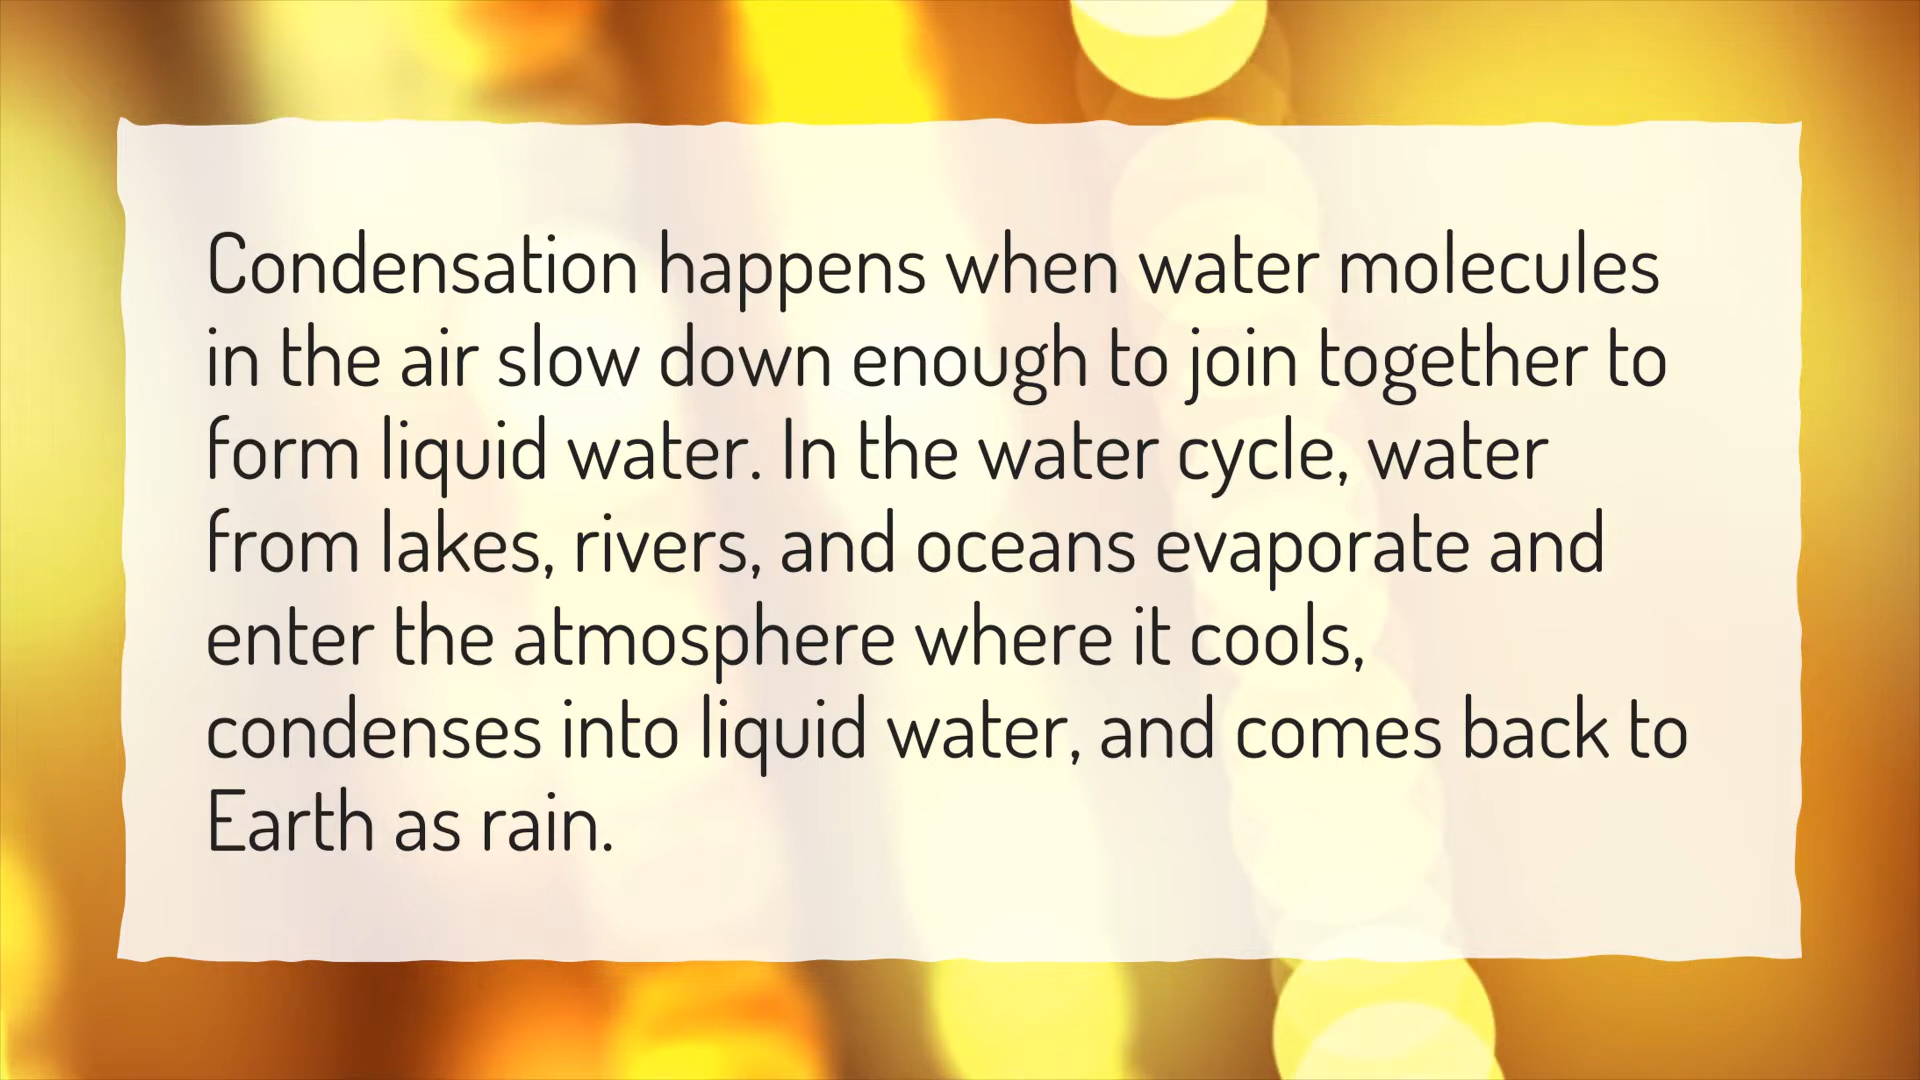 Condensation happens when water molecules
in the air slow down enough to join together to
form liquid water. In the water cycle, water
from lakes, rivers, and oceans evaporate and
enter the atmosphere where it cools,
condenses into liquid water, and comes back to
Earth as rain.